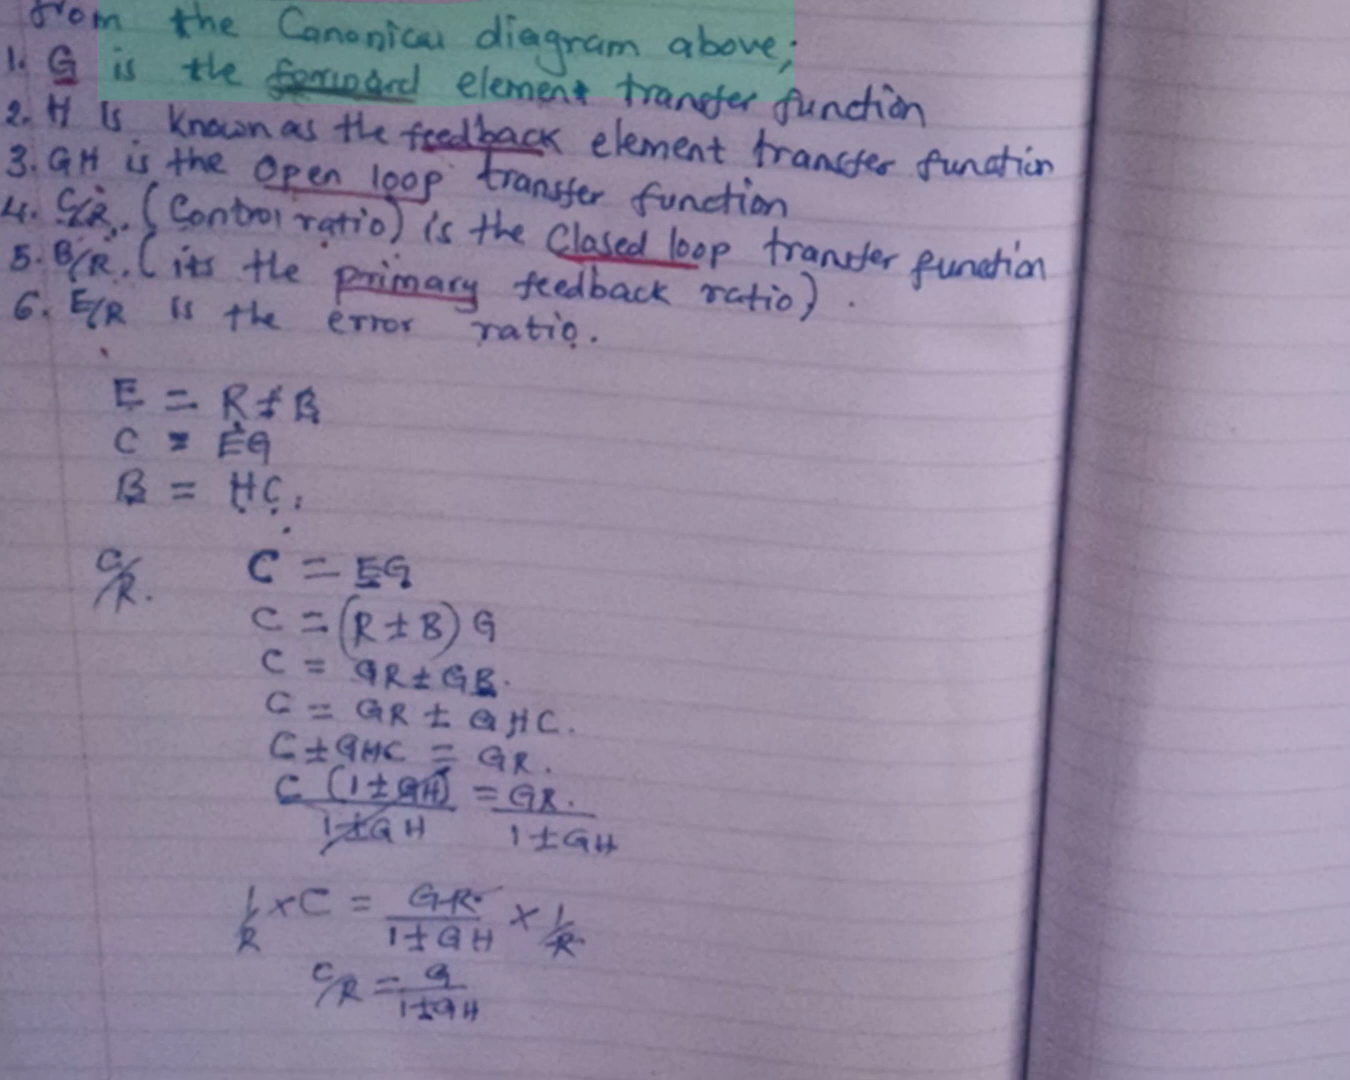 from the Canonical diagram above;
1. G is the forward element transfer function
2. H is known as the feedback element transfer function
3. GH is the Open loop transfer function
4. C/R. (Control ratio) is the Closed loop transfer function
5. B/R. (its the primary feedback ratio).
6. E/R is the error ratio.
E = R ± B
C = EG
B = HC.
C/R. C = EG
C = (R ± B) G
C = GR ± GB.
C = GR ± GHC.
C ± GHC = GR.
C (1 ± GH) = GR.
1 ± GH 1 ± GH
1/R × C = GR/1 ± GH × 1/R
C/R = G/1 ± GH